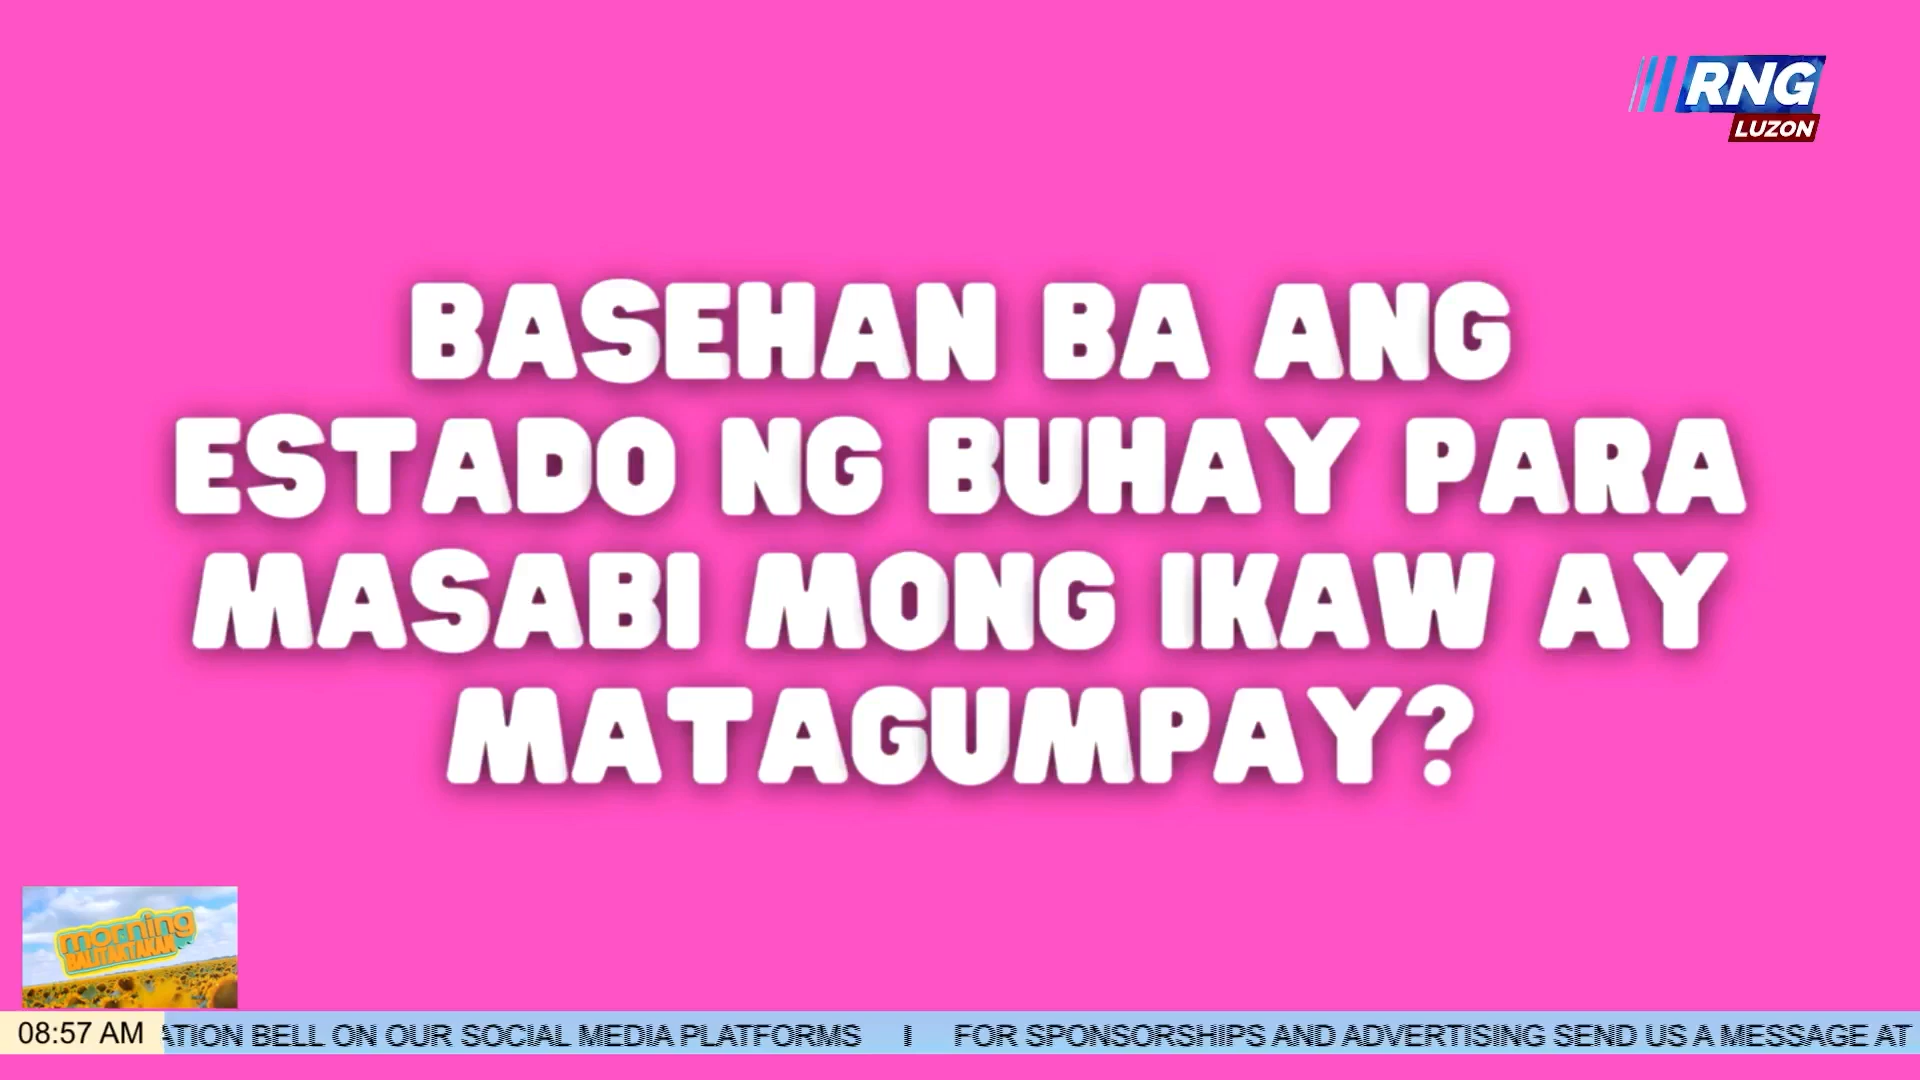 RNG
LUZON
BASEHAN BA ANG
ESTADO NG BUHAY PARA
MASABI MONG IKAW AY
MATAGUMPAY?
morning
BALITAKTAKAN
08:57 AM
ATION BELL ON OUR SOCIAL MEDIA PLATFORMS I FOR SPONSORSHIPS AND ADVERTISING SEND US A MESSAGE AT